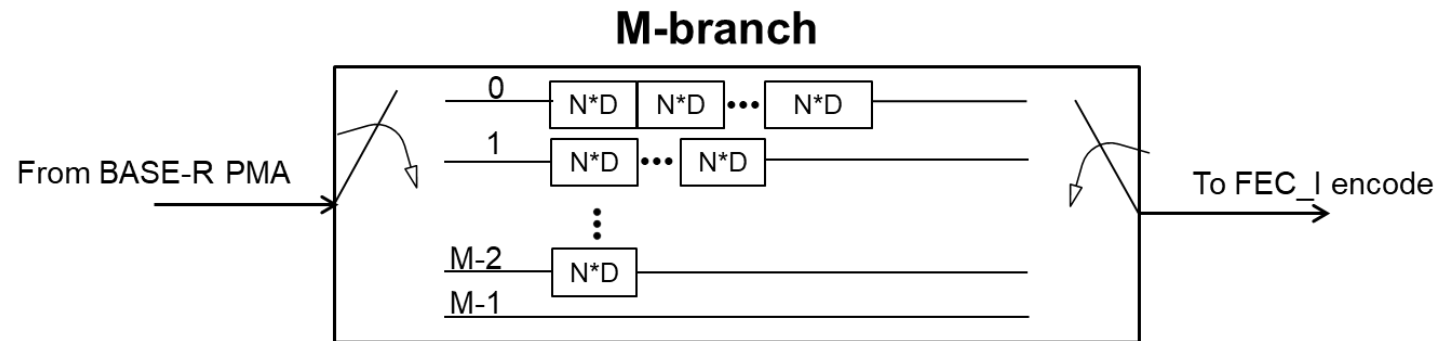 M-branch
0 N*D N*D ••• N*D
1 N*D ••• N*D
From BASE-R PMA
To FEC_I encode
M-2 N*D
M-1